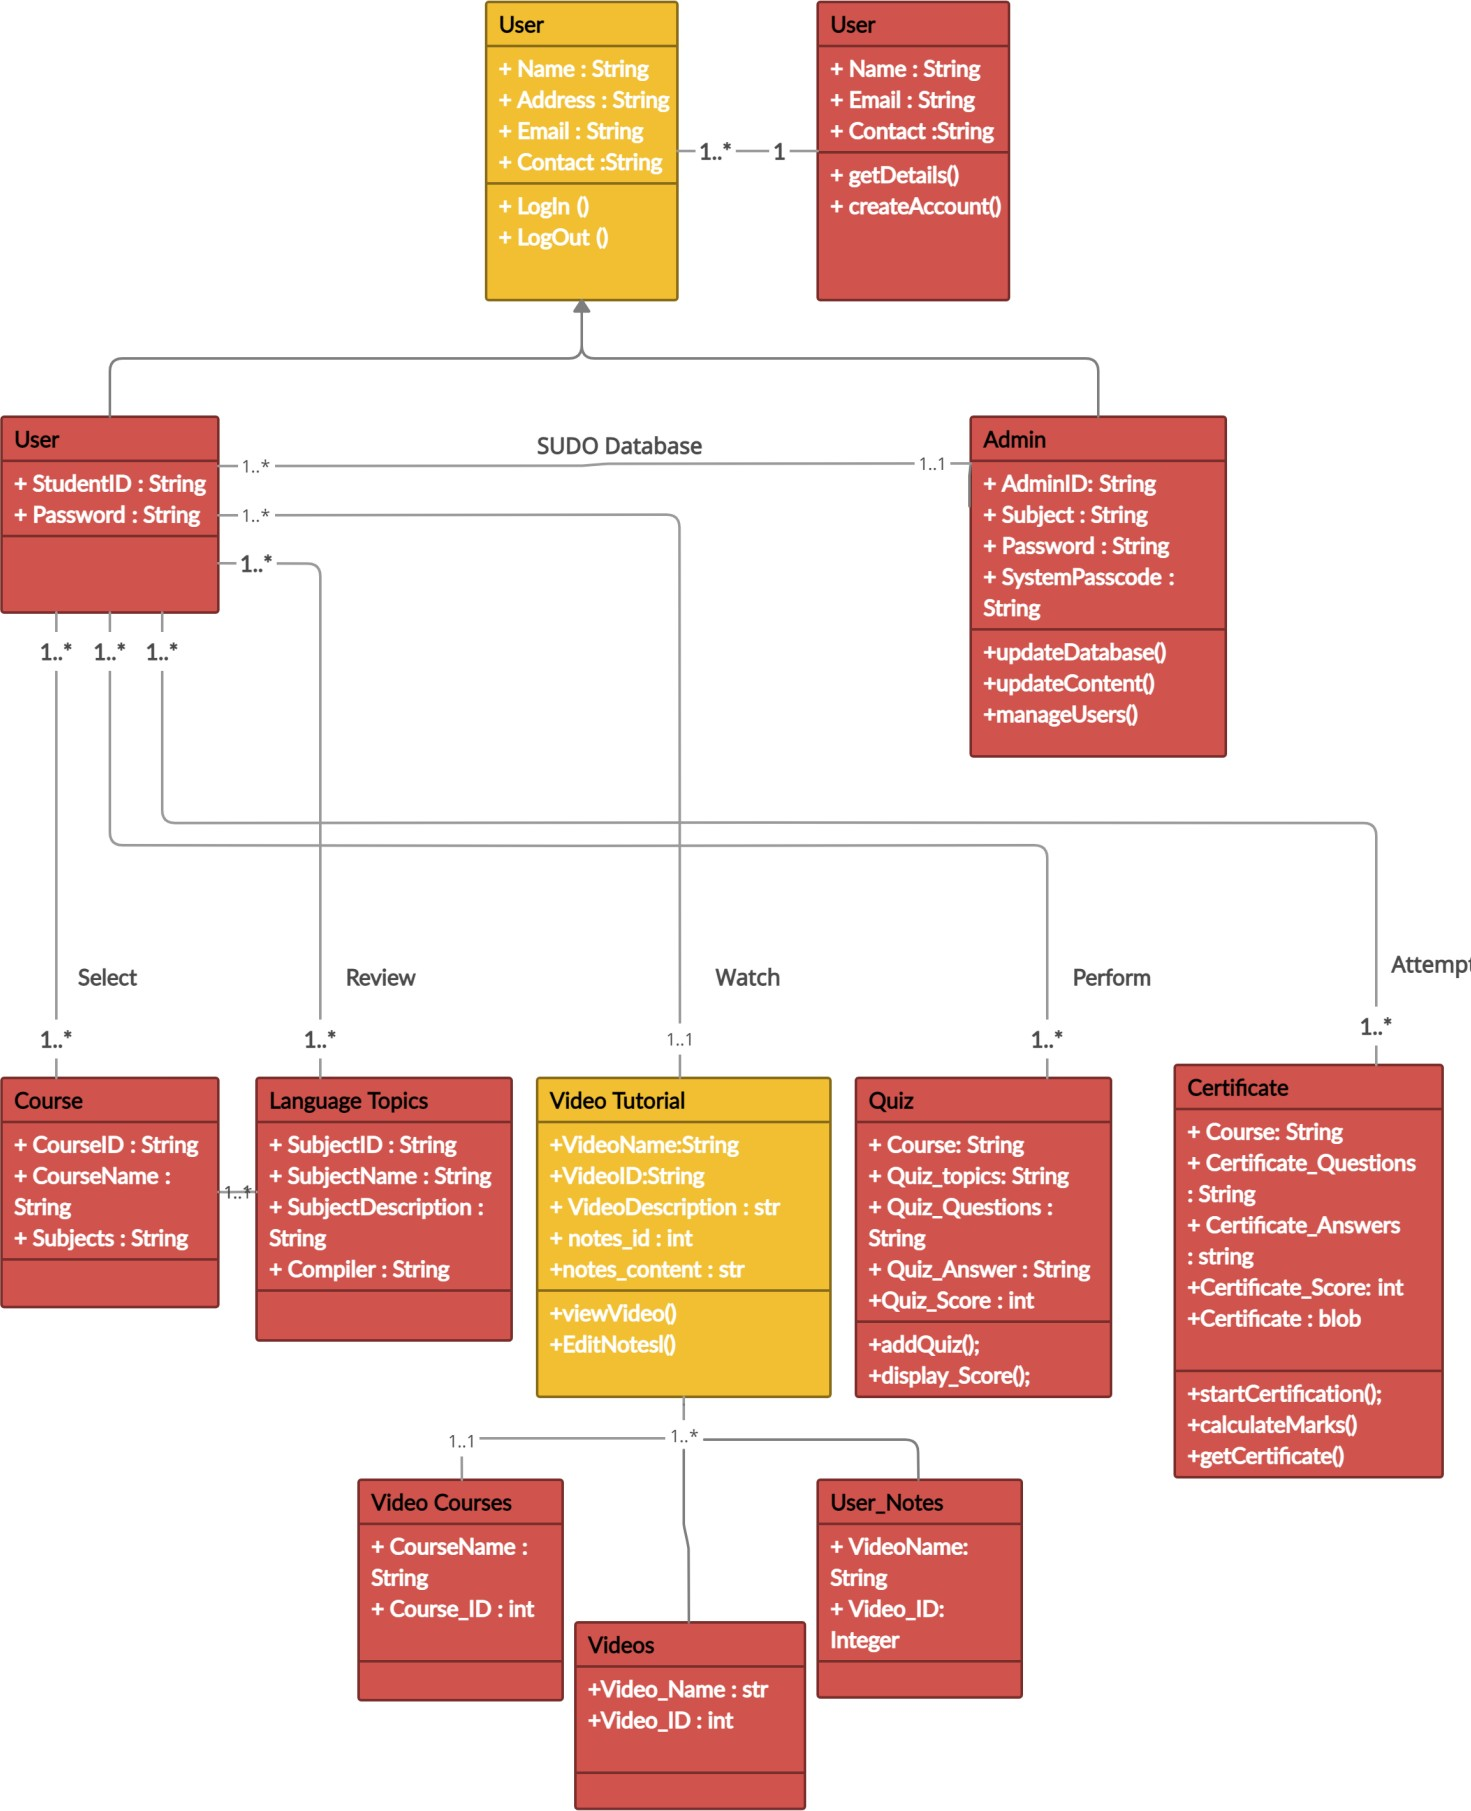 User
+ Name : String
+ Address : String
+ Email : String
+ Contact :String
+ LogIn ()
+ LogOut ()
1..*
1
User
+ Name : String
+ Email : String
+ Contact :String
+ getDetails()
+ createAccount()
User
+ StudentID : String
+ Password : String
1..*
SUDO Database
1..1
1..*
1..*
1..*
1..*
1..*
Admin
+ AdminID: String
+ Subject : String
+ Password : String
+ SystemPasscode :
String
+updateDatabase()
+updateContent()
+manageUsers()
Select
Review
Watch
Perform
Attempt
1..*
1..*
1..1
1..*
1..*
Course
+ CourseID : String
+ CourseName :
String
+ Subjects : String
Language Topics
+ SubjectID : String
+ SubjectName : String
+ SubjectDescription :
String
+ Compiler : String
Video Tutorial
+VideoName:String
+VideoID:String
+ VideoDescription : str
+ notes_id : int
+notes_content : str
+viewVideo()
+EditNotesl()
Quiz
+ Course: String
+ Quiz_topics: String
+ Quiz_Questions :
String
+ Quiz_Answer : String
+Quiz_Score : int
+addQuiz();
+display_Score();
Certificate
+ Course: String
+ Certificate_Questions
: String
+ Certificate_Answers
: string
+Certificate_Score: int
+Certificate : blob
+startCertification();
+calculateMarks()
+getCertificate()
1..1
1..*
Video Courses
+ CourseName :
String
+ Course_ID : int
Videos
+Video_Name : str
+Video_ID : int
User_Notes
+ VideoName:
String
+ Video_ID:
Integer